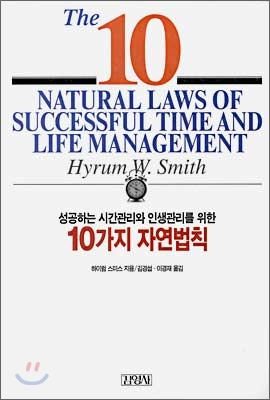 The
10
NATURAL LAWS OF
SUCCESSFUL TIME AND
LIFE MANAGEMENT
Hyrum W. Smith
성공하는 시간관리와 인생관리를 위한
10가지 자연법칙
하이럼 스미스 지음/김경섭·이경재 옮김
김영사